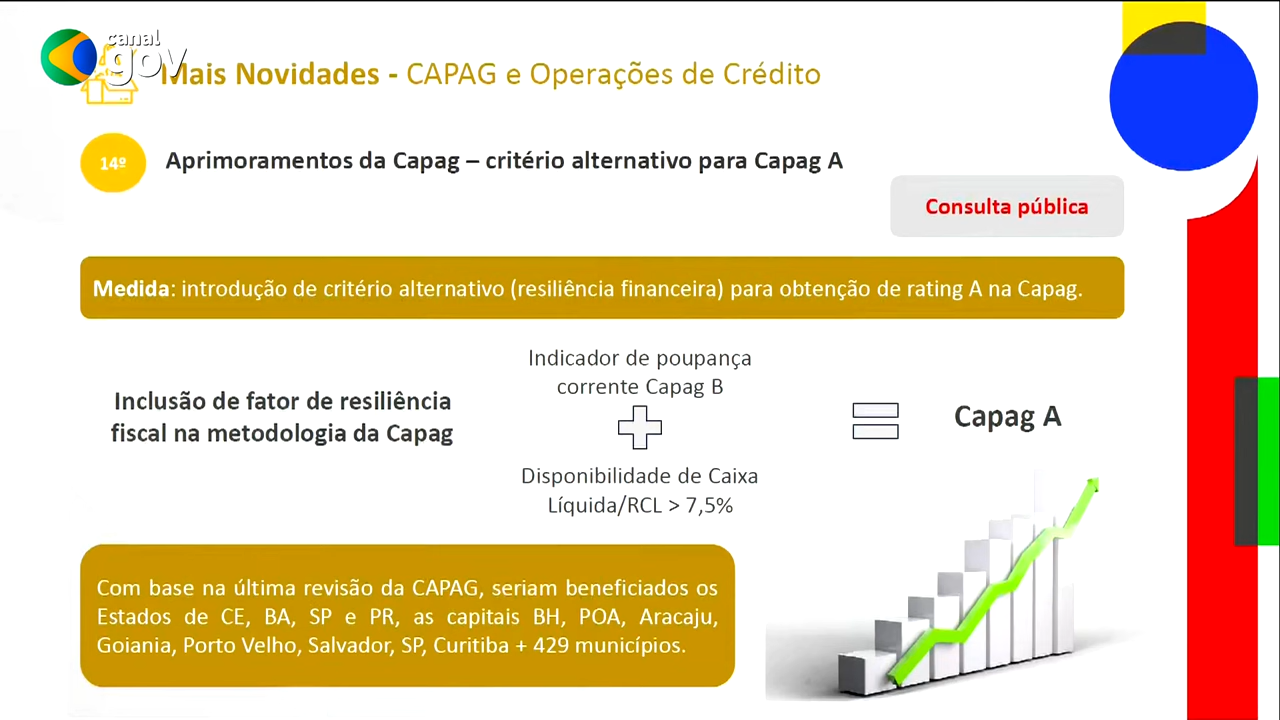 canal
gov
Mais Novidades - CAPAG e Operações de Crédito
14º
Aprimoramentos da Capag – critério alternativo para Capag A
Consulta pública
Medida: introdução de critério alternativo (resiliência financeira) para obtenção de rating A na Capag.
Inclusão de fator de resiliência
fiscal na metodologia da Capag
Indicador de poupança
corrente Capag B
Disponibilidade de Caixa
Líquida/RCL > 7,5%
Capag A
Com base na última revisão da CAPAG, seriam beneficiados os
Estados de CE, BA, SP e PR, as capitais BH, POA, Aracaju,
Goiania, Porto Velho, Salvador, SP, Curitiba + 429 municípios.